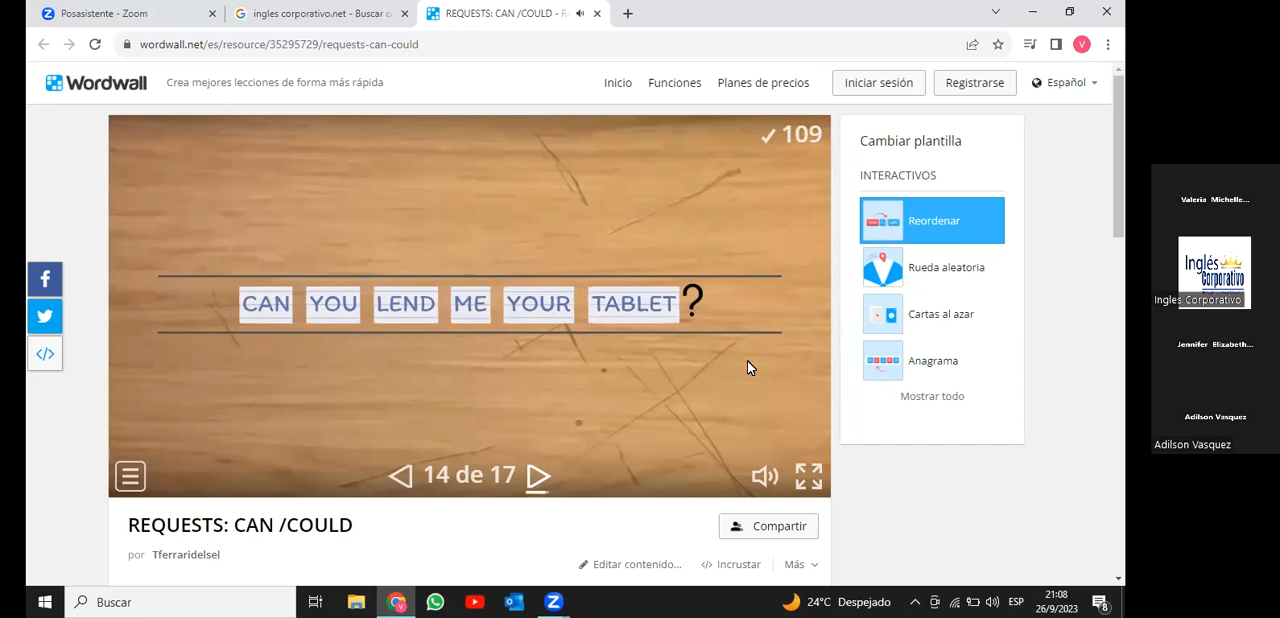 Posasistente - Zoom
ingles corporativo.net - Buscar c
REQUESTS: CAN /COULD - R
wordwall.net/es/resource/35295729/requests-can-could
V
Wordwall
Crea mejores lecciones de forma más rápida
Inicio
Funciones
Planes de precios
Iniciar sesión
Registrarse
Español
109
CAN YOU LEND ME YOUR TABLET?
14 de 17
Cambiar plantilla
INTERACTIVOS
Reordenar
Rueda aleatoria
Cartas al azar
Anagrama
Mostrar todo
REQUESTS: CAN /COULD
Compartir
por Tferraridelsel
Editar contenido...
Incrustar
Más
Valeria Michelle...
Inglés
Corporativo
Ingles Corporativo
Jennifer Elizabeth...
Adilson Vasquez
Adilson Vasquez
Buscar
24°C Despejado
ESP
21:08
26/9/2023
8